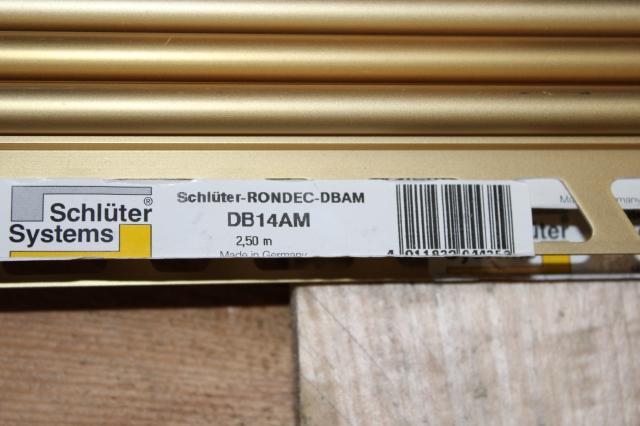 Schlüter®
Systems
Schlüter-RONDEC-DBAM
DB14AM
2,50 m
Made in Germany